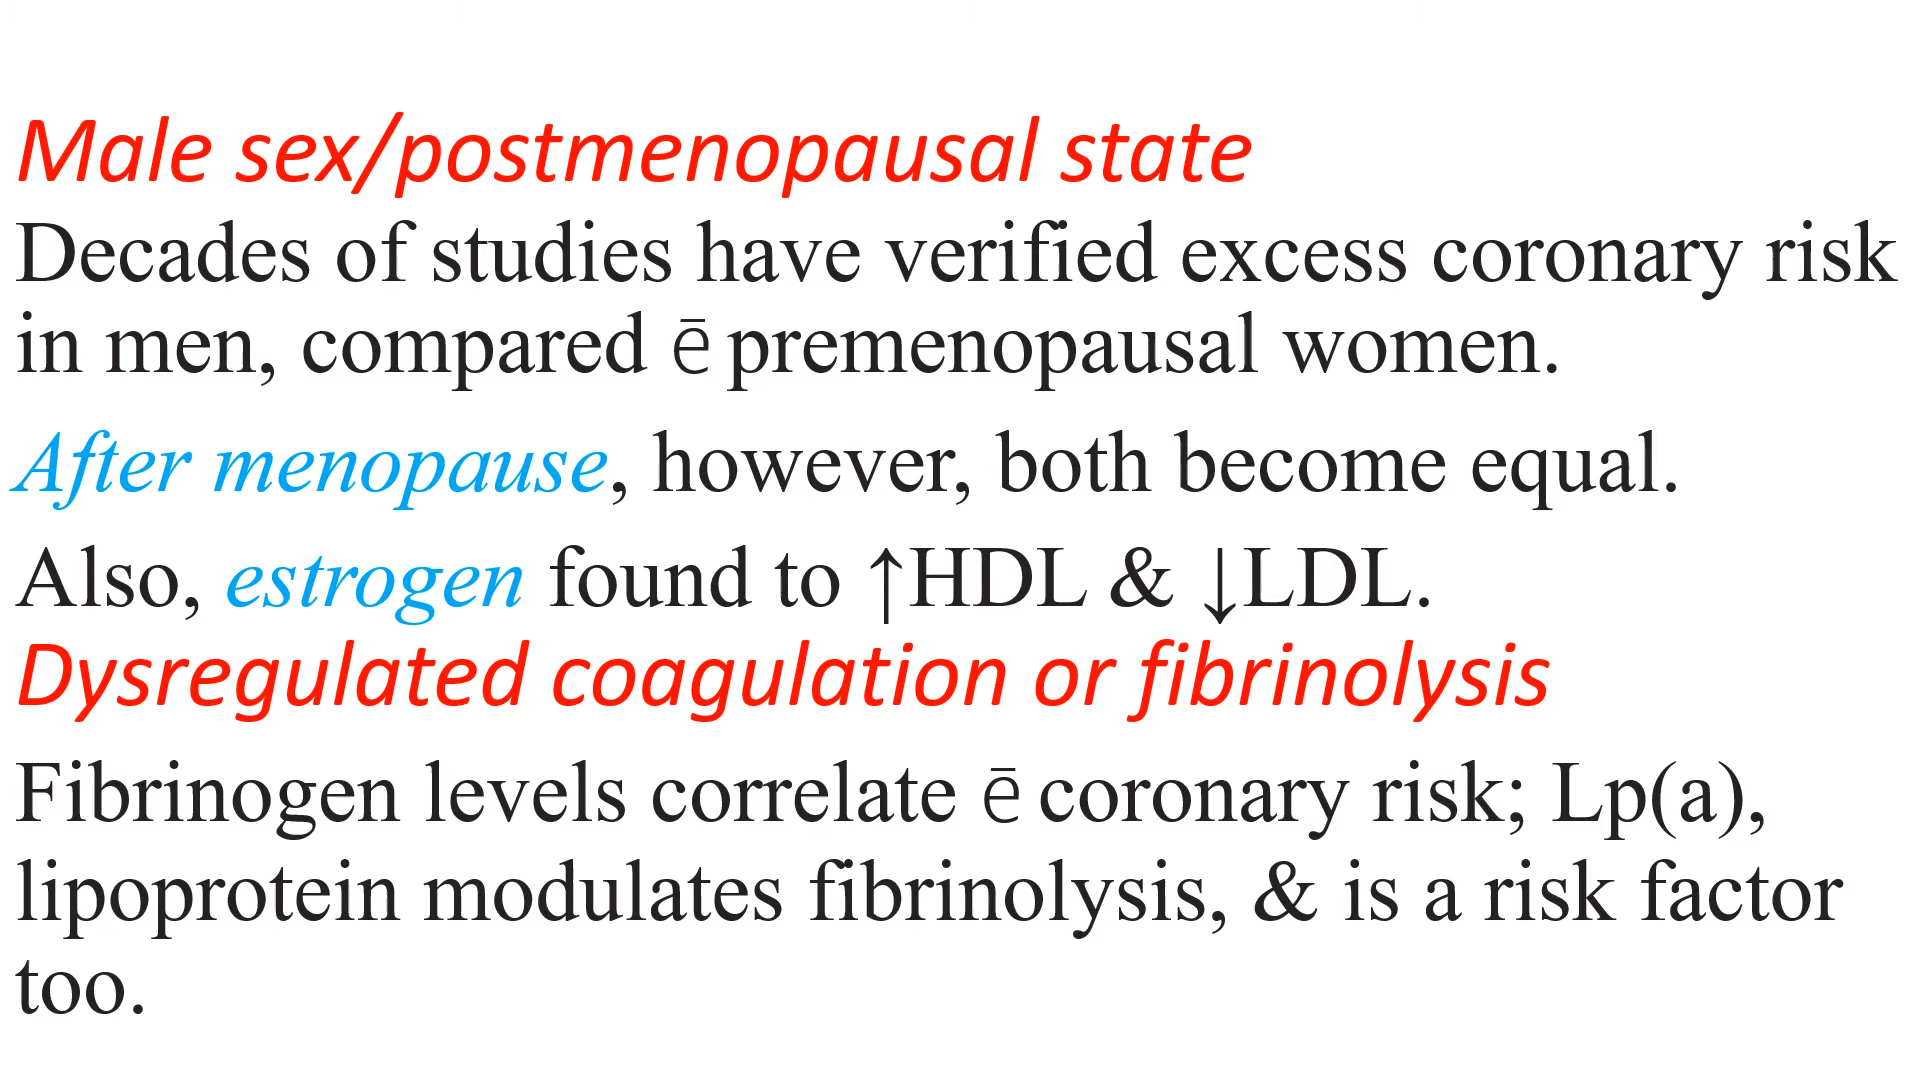 Male sex/postmenopausal state
Decades of studies have verified excess coronary risk
in men, compared ē premenopausal women.
After menopause, however, both become equal.
Also, estrogen found to ↑HDL & ↓LDL.
Dysregulated coagulation or fibrinolysis
Fibrinogen levels correlate ē coronary risk; Lp(a),
lipoprotein modulates fibrinolysis, & is a risk factor
too.